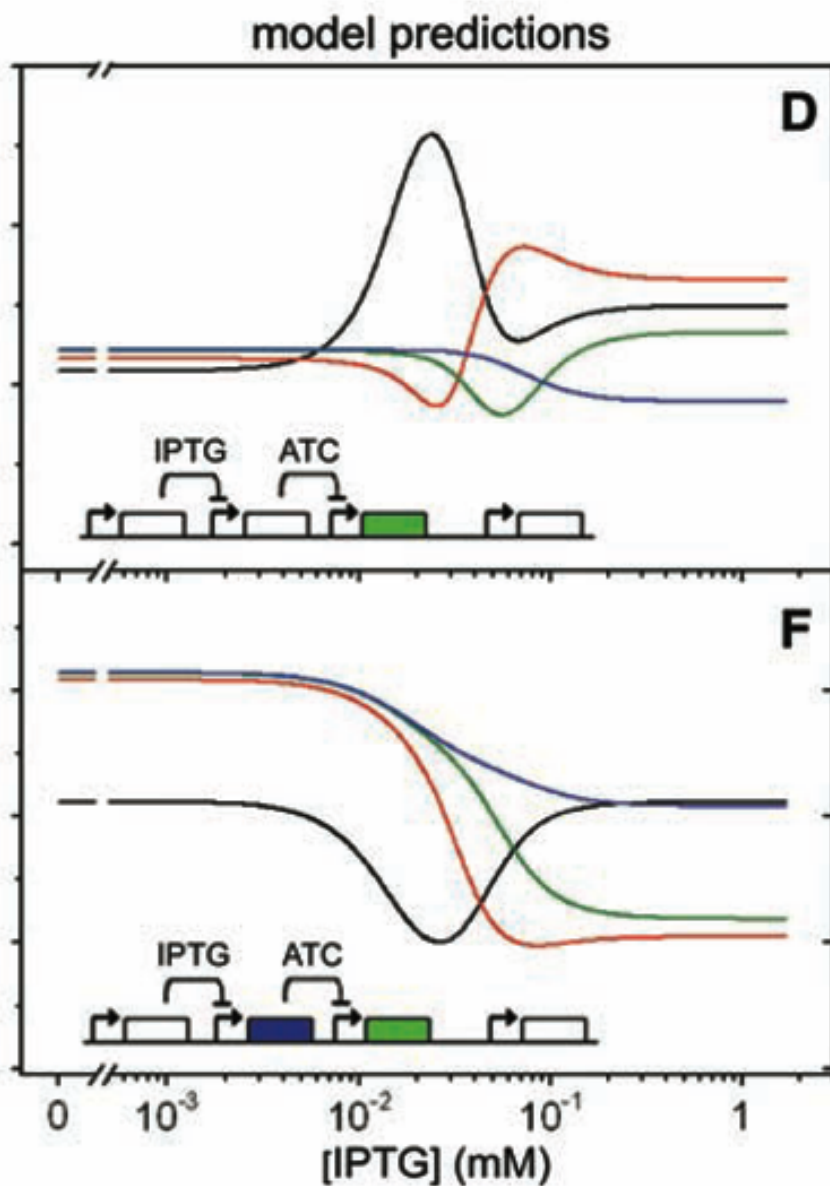 model predictions
D
IPTG ATC
F
IPTG ATC
0 10⁻³ 10⁻² 10⁻¹ 1
[IPTG] (mM)